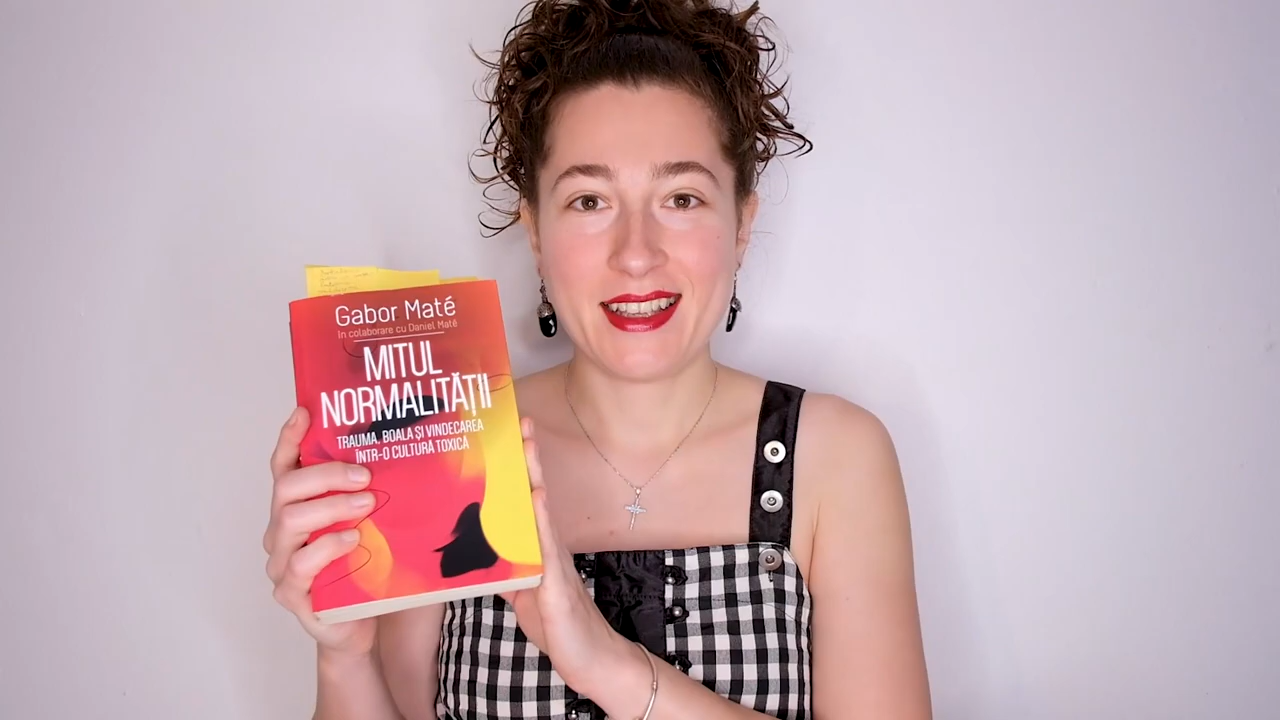 Gabor Maté
în colaborare cu Daniel Maté
MITUL
NORMALITĂȚII
TRAUMA, BOALA ȘI VINDECAREA
ÎNTR-O CULTURĂ TOXICĂ